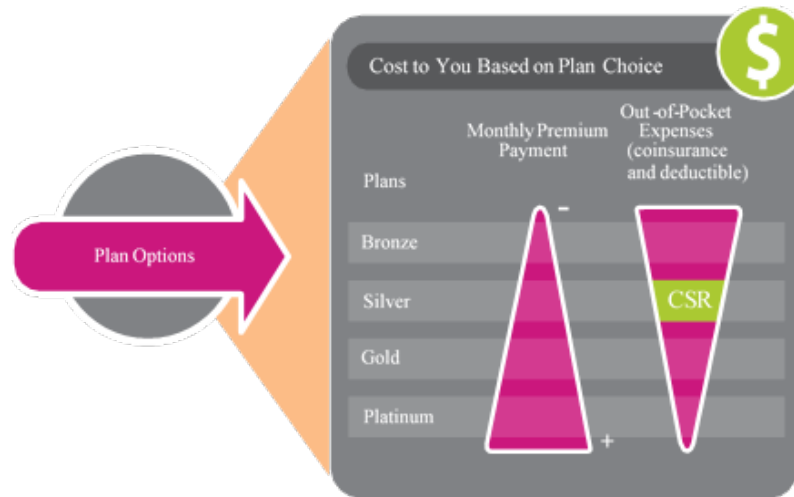 $
Cost to You Based on Plan Choice
Monthly Premium
Payment
Out-of-Pocket
Expenses
(coinsurance
and deductible)
Plans
-
Bronze
Silver
CSR
Gold
Platinum
+
Plan Options